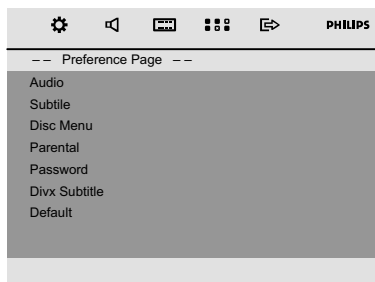 PHILIPS
-- Preference Page --
Audio
Subtile
Disc Menu
Parental
Password
Divx Subtitle
Default